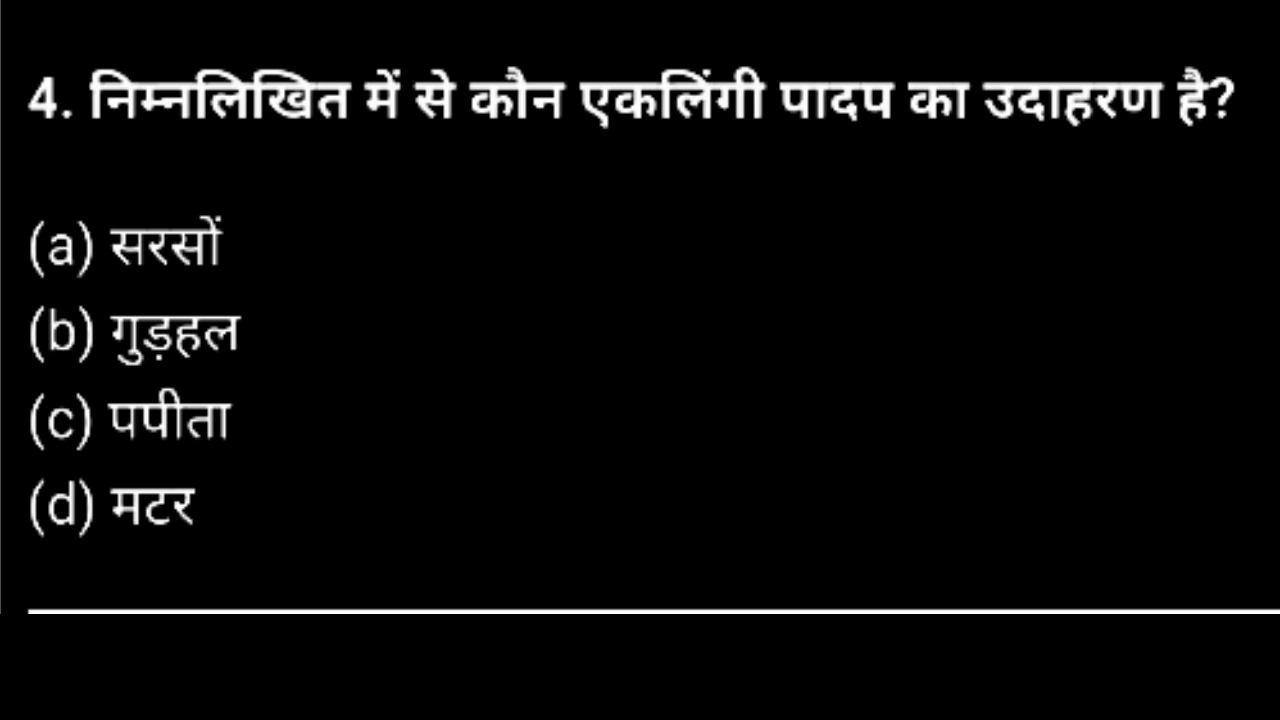 4. निम्नलिखित में से कौन एकलिंगी पादप का उदाहरण है?
(a) सरसों
(b) गुड़हल
(c) पपीता
(d) मटर